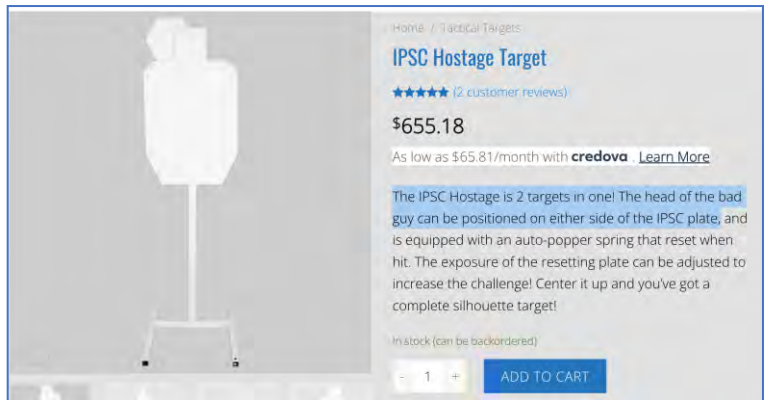 Home / Tactical Targets
IPSC Hostage Target
(2 customer reviews)
$655.18
As low as $65.81/month with credova . Learn More
The IPSC Hostage is 2 targets in one! The head of the bad
guy can be positioned on either side of the IPSC plate, and
is equipped with an auto-popper spring that reset when
hit. The exposure of the resetting plate can be adjusted to
increase the challenge! Center it up and you've got a
complete silhouette target!
In stock (can be backordered)
- 1 +
ADD TO CART